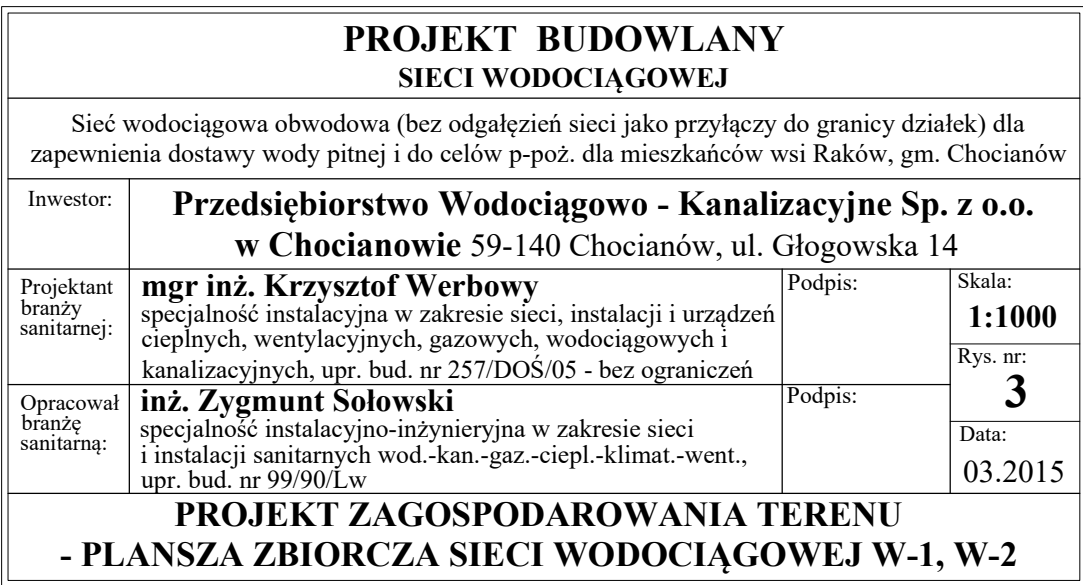 PROJEKT BUDOWLANY
SIECI WODOCIĄGOWEJ
Sieć wodociągowa obwodowa (bez odgałęzień sieci jako przyłączy do granicy działek) dla
zapewnienia dostawy wody pitnej i do celów p-poż. dla mieszkańców wsi Raków, gm. Chocianów
Inwestor:
Przedsiębiorstwo Wodociągowo - Kanalizacyjne Sp. z o.o.
w Chocianowie 59-140 Chocianów, ul. Głogowska 14
Projektant
branży
sanitarnej:
mgr inż. Krzysztof Werbowy
specjalność instalacyjna w zakresie sieci, instalacji i urządzeń
cieplnych, wentylacyjnych, gazowych, wodociągowych i
kanalizacyjnych, upr. bud. nr 257/DOŚ/05 - bez ograniczeń
Podpis:
Skala:
1:1000
Rys. nr:
3
Opracował
branżę
sanitarną:
inż. Zygmunt Sołowski
specjalność instalacyjno-inżynieryjna w zakresie sieci
i instalacji sanitarnych wod.-kan.-gaz.-ciepl.-klimat.-went.,
upr. bud. nr 99/90/Lw
Podpis:
Data:
03.2015
PROJEKT ZAGOSPODAROWANIA TERENU
- PLANSZA ZBIORCZA SIECI WODOCIĄGOWEJ W-1, W-2